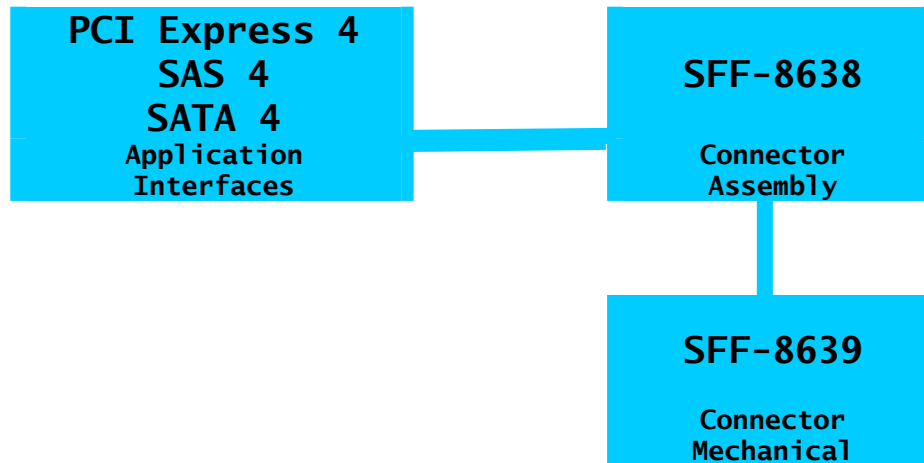 PCI Express 4
SAS 4
SATA 4
Application
Interfaces
SFF-8638
Connector
Assembly
SFF-8639
Connector
Mechanical